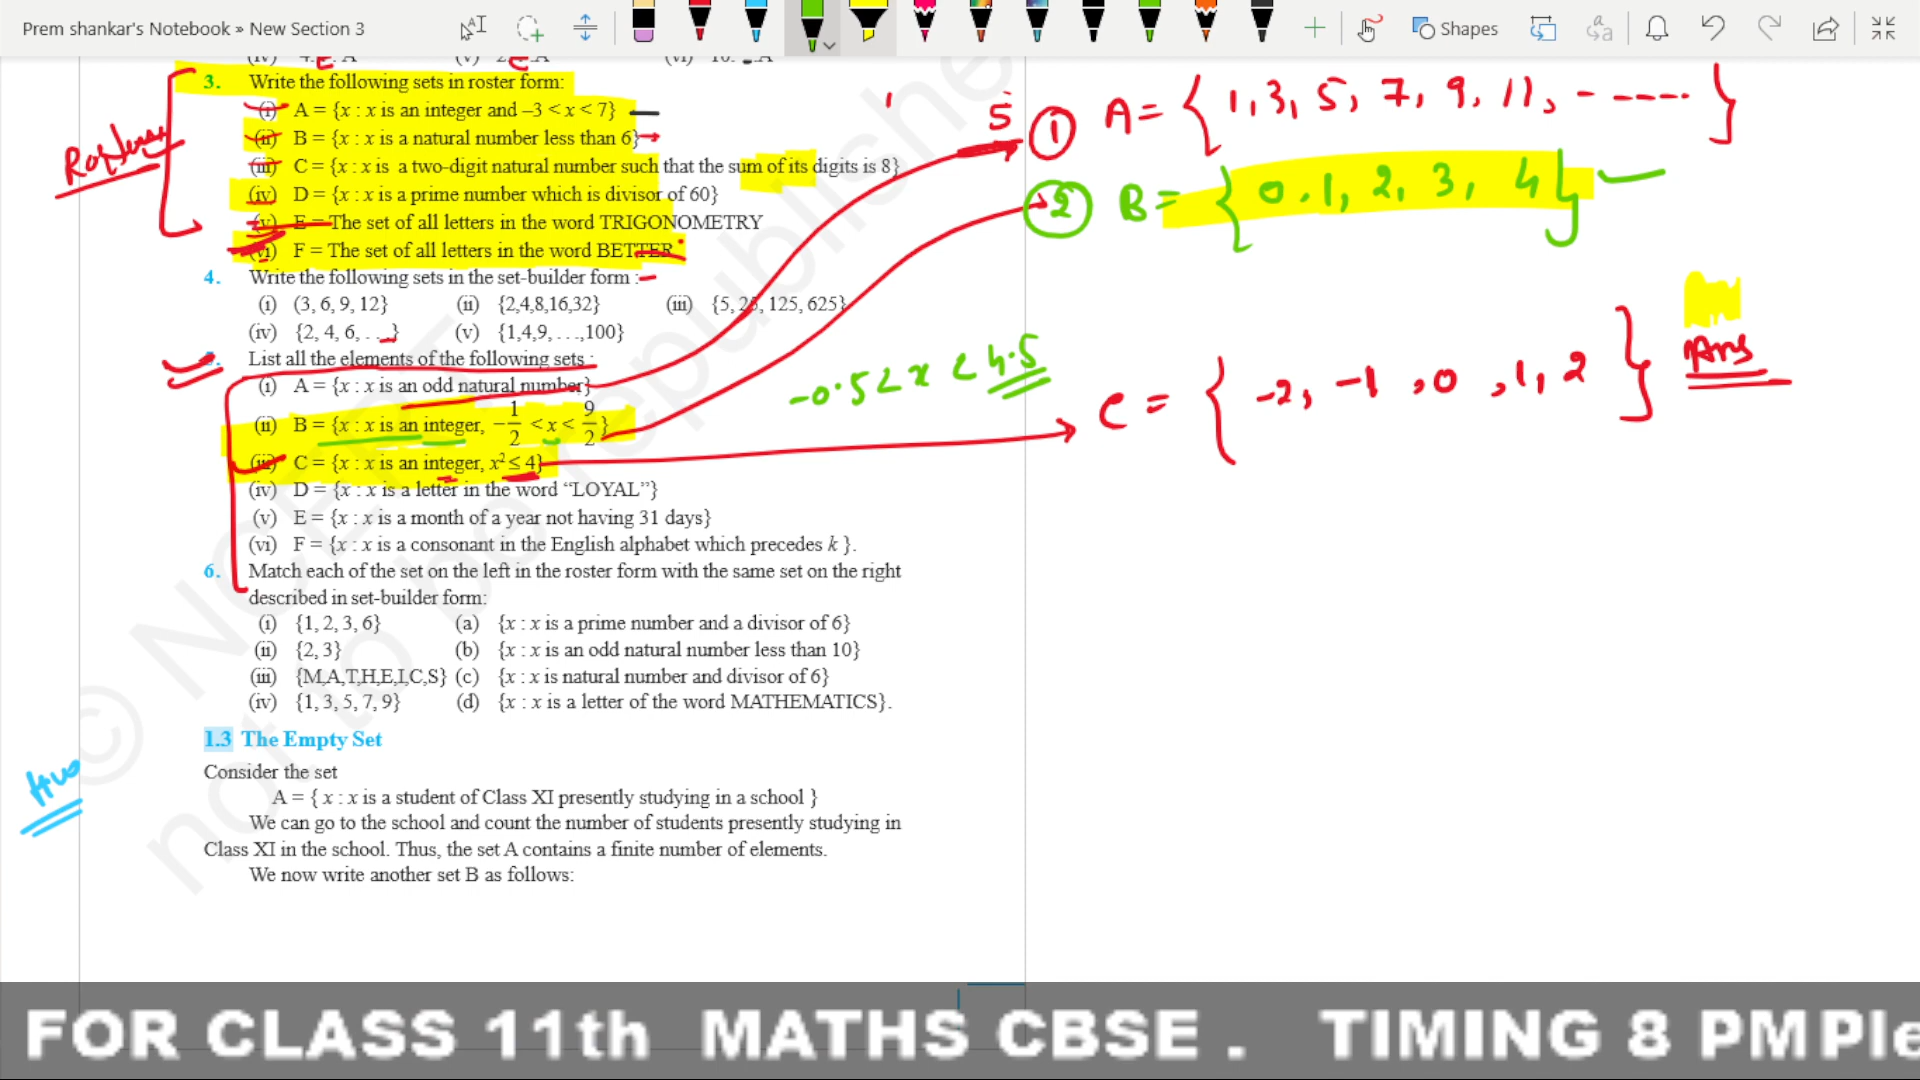 Prem shankar's Notebook » New Section 3
Shapes
3. Write the following sets in roster form:
(i) A = {x : x is an integer and –3 < x < 7}
(ii) B = {x : x is a natural number less than 6}
(iii) C = {x : x is a two-digit natural number such that the sum of its digits is 8}
(iv) D = {x : x is a prime number which is divisor of 60}
(v) E = The set of all letters in the word TRIGONOMETRY
(vi) F = The set of all letters in the word BETTER
4. Write the following sets in the set-builder form :
(i) (3, 6, 9, 12} (ii) {2,4,8,16,32} (iii) {5, 25, 125, 625}
(iv) {2, 4, 6, . . .} (v) {1,4,9, . . .,100}
List all the elements of the following sets :
(i) A = {x : x is an odd natural number}
(ii) B = {x : x is an integer, –1/2 < x < 9/2}
(iii) C = {x : x is an integer, x² ≤ 4}
(iv) D = {x : x is a letter in the word “LOYAL”}
(v) E = {x : x is a month of a year not having 31 days}
(vi) F = {x : x is a consonant in the English alphabet which precedes k }.
6. Match each of the set on the left in the roster form with the same set on the right
described in set-builder form:
(i) {1, 2, 3, 6} (a) {x : x is a prime number and a divisor of 6}
(ii) {2, 3} (b) {x : x is an odd natural number less than 10}
(iii) {M,A,T,H,E,I,C,S} (c) {x : x is natural number and divisor of 6}
(iv) {1, 3, 5, 7, 9} (d) {x : x is a letter of the word MATHEMATICS}.
1.3 The Empty Set
Consider the set
A = { x : x is a student of Class XI presently studying in a school }
We can go to the school and count the number of students presently studying in
Class XI in the school. Thus, the set A contains a finite number of elements.
We now write another set B as follows:
5
① A = {1, 3, 5, 7, 9, 11, - ----- }
② B = {0.1, 2, 3, 4}
-0.5 < x < 4.5
C = {-2, -1 ,0 ,1, 2 }
Ans
© NCERT
not to be republished
FOR CLASS 11th MATHS CBSE . TIMING 8 PM Ple